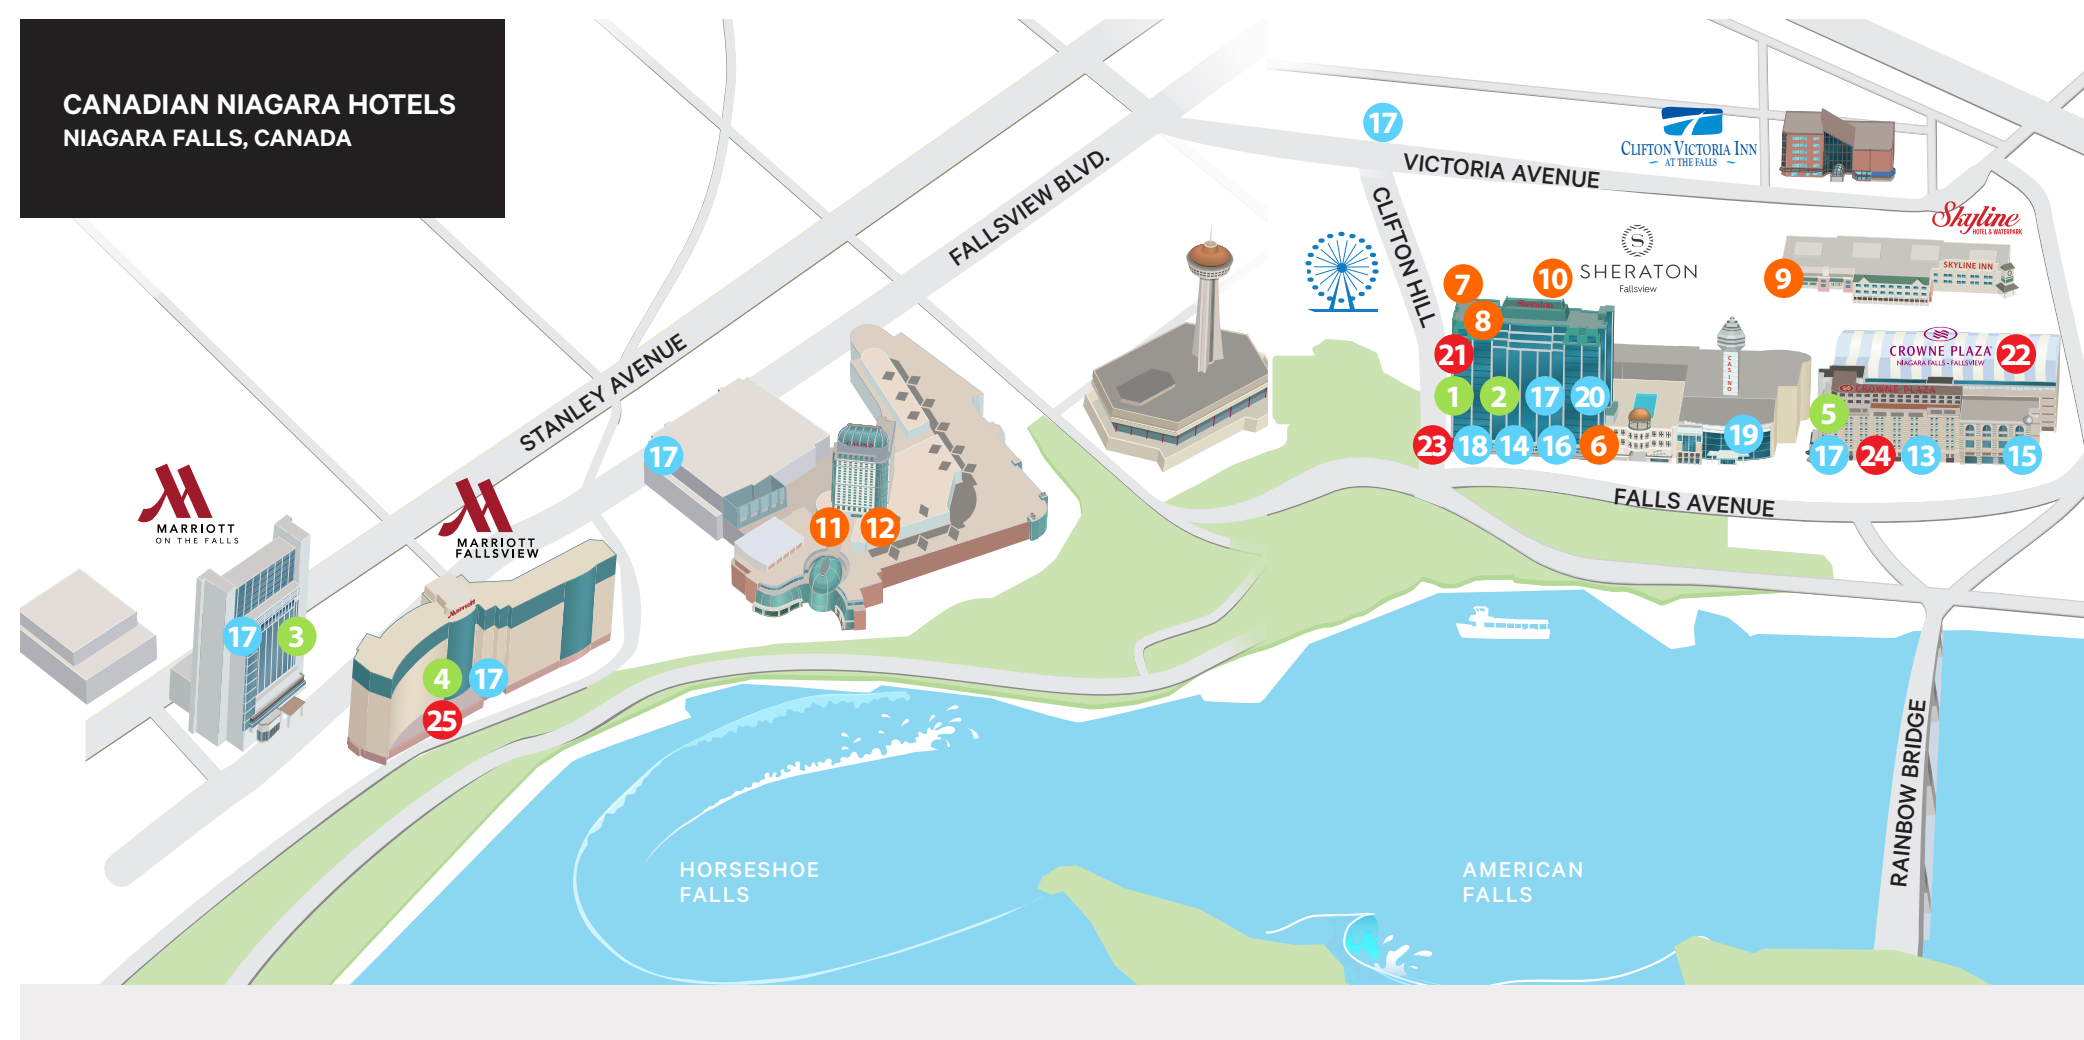 CANADIAN NIAGARA HOTELS
NIAGARA FALLS, CANADA
17
VICTORIA AVENUE
CLIFTON VICTORIA INN
AT THE FALLS
FALLSVIEW BLVD.
CLIFTON HILL
S
SHERATON
Fallsview
Skyline
HOTEL & WATERPARK
SKYLINE INN
9
7
10
Sheraton
8
21
1
2
17
20
23
18
14
16
6
CASINO
19
CROWNE PLAZA
NIAGARA FALLS - FALLSVIEW
22
CROWNE PLAZA
5
17
24
13
15
FALLS AVENUE
STANLEY AVENUE
17
11
12
MARRIOTT
ON THE FALLS
MARRIOTT
FALLSVIEW
Marriott
17
3
4
17
25
HORSESHOE
FALLS
AMERICAN
FALLS
RAINBOW BRIDGE